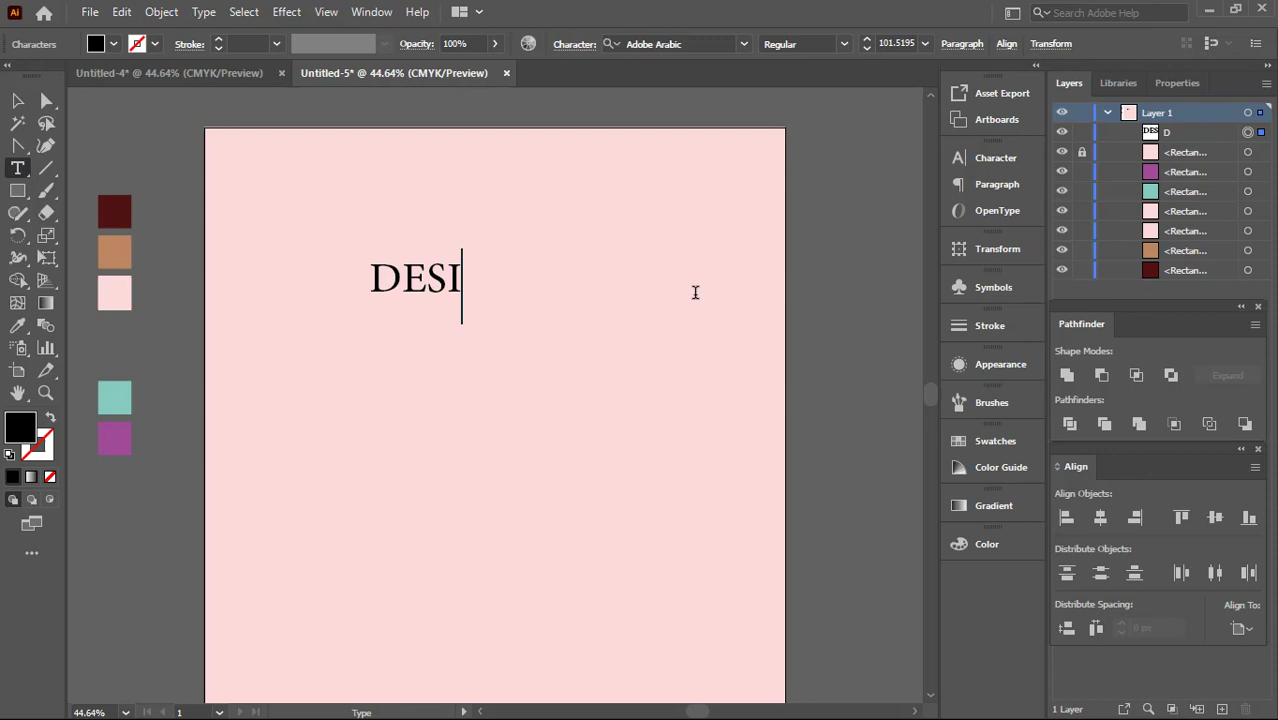 Ai
File Edit Object Type Select Effect View Window Help
Search Adobe Help
Characters Stroke: Opacity: 100% Character: Adobe Arabic Regular 101.5195 Paragraph Align Transform
Untitled-4* @ 44.64% (CMYK/Preview) Untitled-5* @ 44.64% (CMYK/Preview)
Asset Export
Artboards
Character
Paragraph
OpenType
Transform
Symbols
Stroke
Appearance
Brushes
Swatches
Color Guide
Gradient
Color
Layers Libraries Properties
Layer 1
DES D
<Rectan...
<Rectan...
<Rectan...
<Rectan...
<Rectan...
<Rectan...
<Rectan...
Pathfinder
Shape Modes:
Expand
Pathfinders:
Align
Align Objects:
Distribute Objects:
Distribute Spacing: Align To:
0 px
DESI
44.64% 1 Type
1 Layer